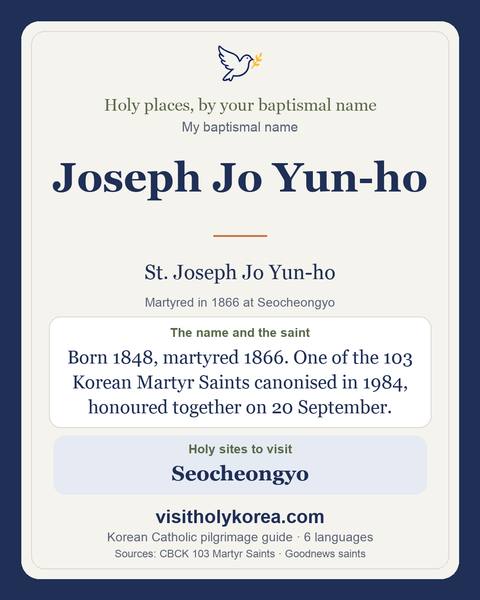 Holy places, by your baptismal name
My baptismal name
Joseph Jo Yun-ho
St. Joseph Jo Yun-ho
Martyred in 1866 at Seocheongyo
The name and the saint
Born 1848, martyred 1866. One of the 103
Korean Martyr Saints canonised in 1984,
honoured together on 20 September.
Holy sites to visit
Seocheongyo
visitholykorea.com
Korean Catholic pilgrimage guide · 6 languages
Sources: CBCK 103 Martyr Saints · Goodnews saints